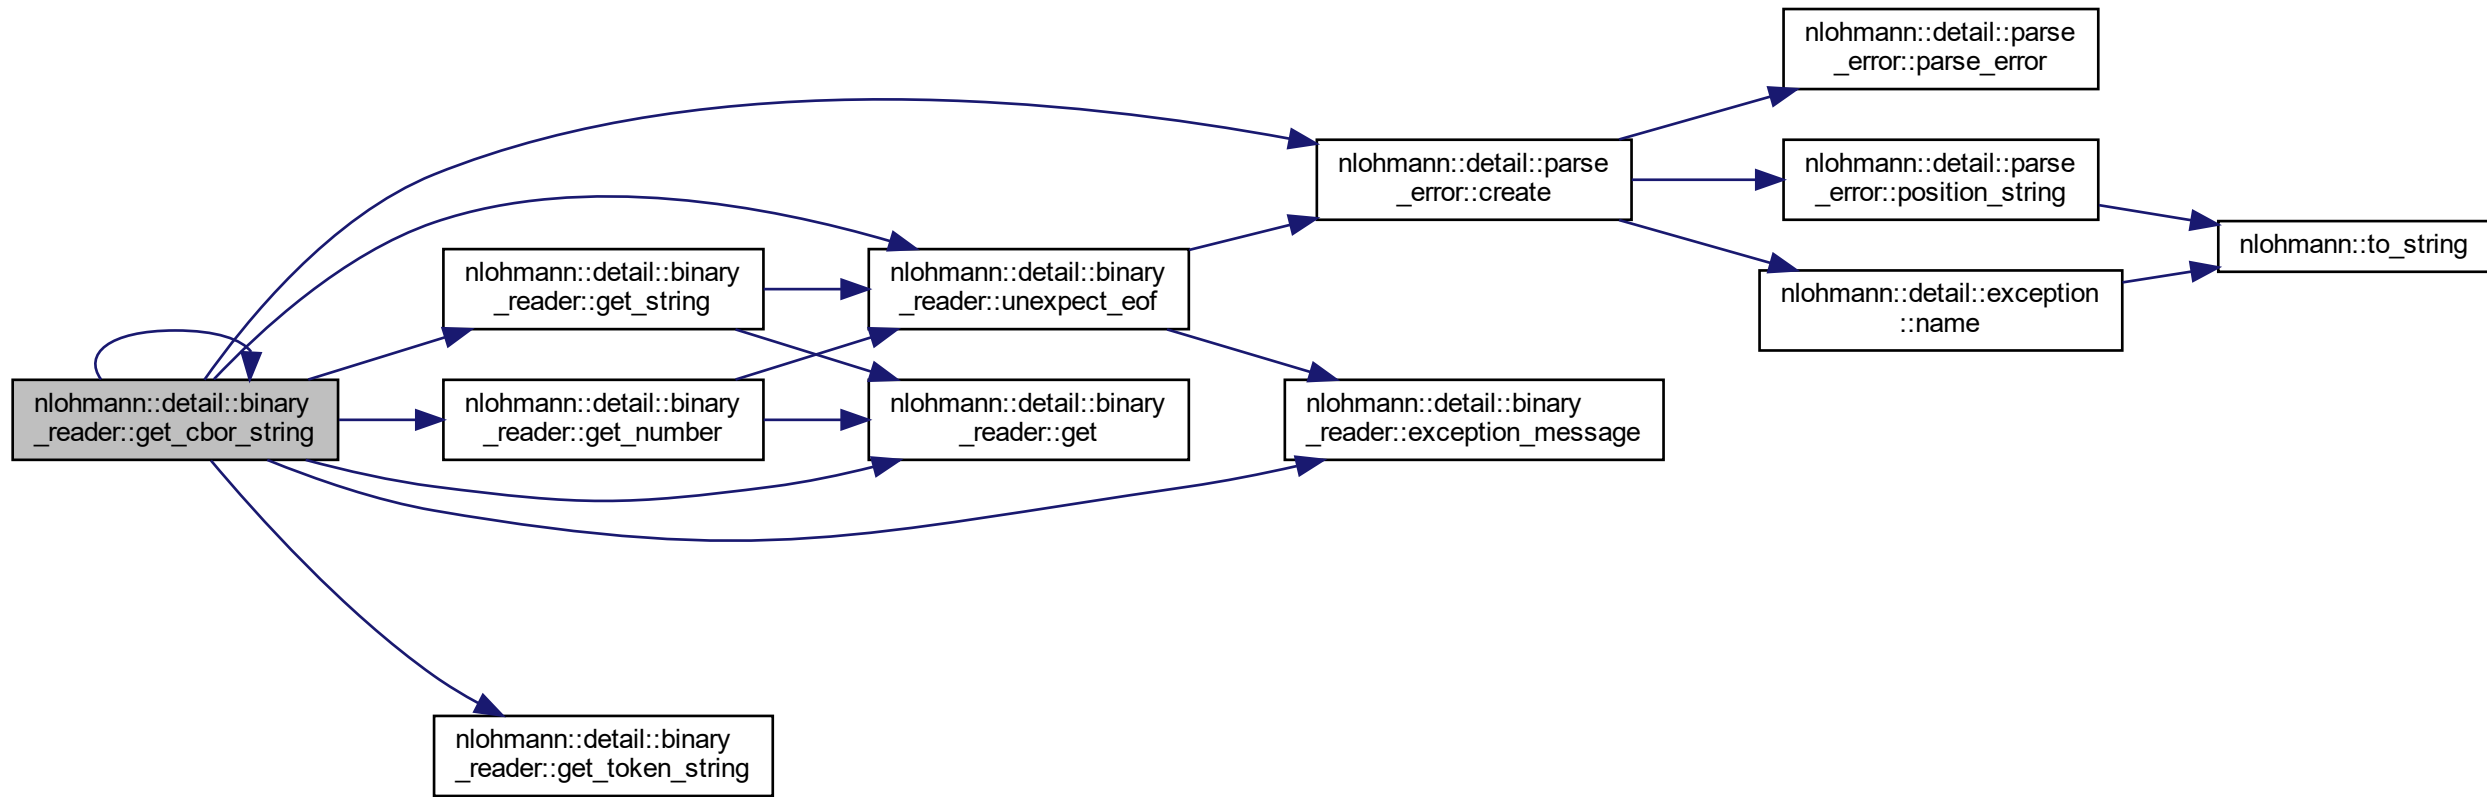 nlohmann::detail::parse
_error::parse_error
nlohmann::detail::parse
_error::create
nlohmann::detail::parse
_error::position_string
nlohmann::to_string
nlohmann::detail::binary
_reader::get_string
nlohmann::detail::binary
_reader::unexpect_eof
nlohmann::detail::exception
::name
nlohmann::detail::binary
_reader::get_cbor_string
nlohmann::detail::binary
_reader::get_number
nlohmann::detail::binary
_reader::get
nlohmann::detail::binary
_reader::exception_message
nlohmann::detail::binary
_reader::get_token_string